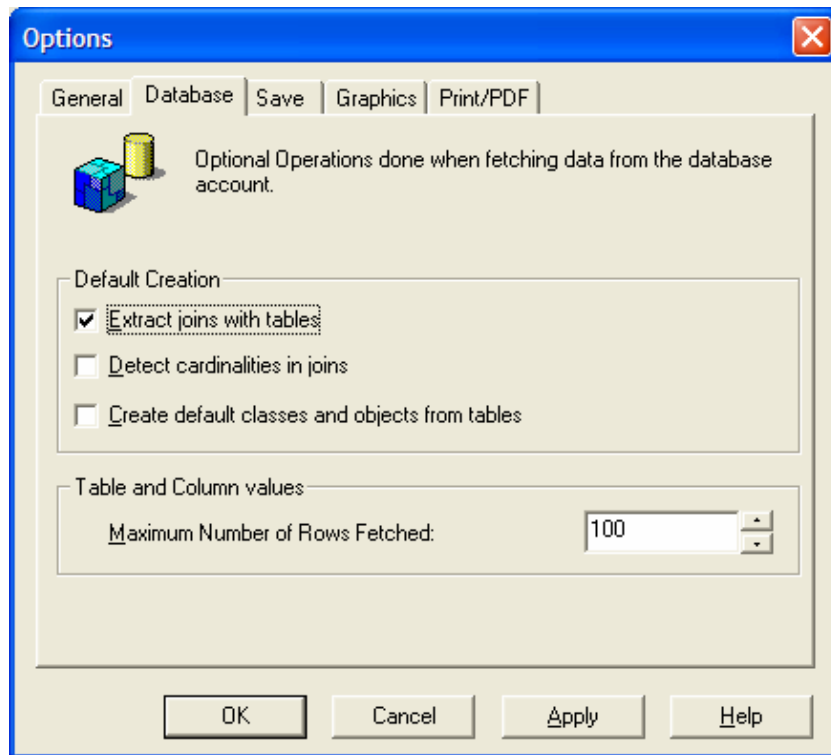 Options
General Database Save Graphics Print/PDF
Optional Operations done when fetching data from the database
account.
Default Creation
Extract joins with tables
Detect cardinalities in joins
Create default classes and objects from tables
Table and Column values
Maximum Number of Rows Fetched: 100
OK Cancel Apply Help